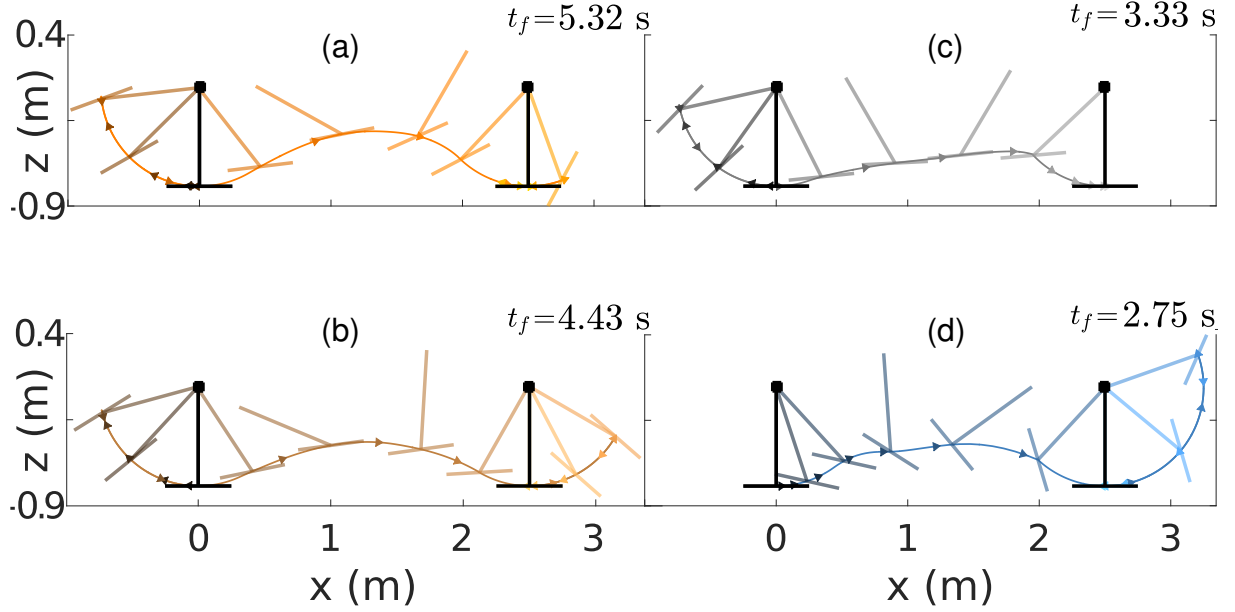 t_f=5.32 s
t_f=3.33 s
0.4
(a)
(c)
z (m)
-0.9
t_f=4.43 s
t_f=2.75 s
0.4
(b)
(d)
z (m)
-0.9
0 1 2 3
0 1 2 3
x (m)
x (m)